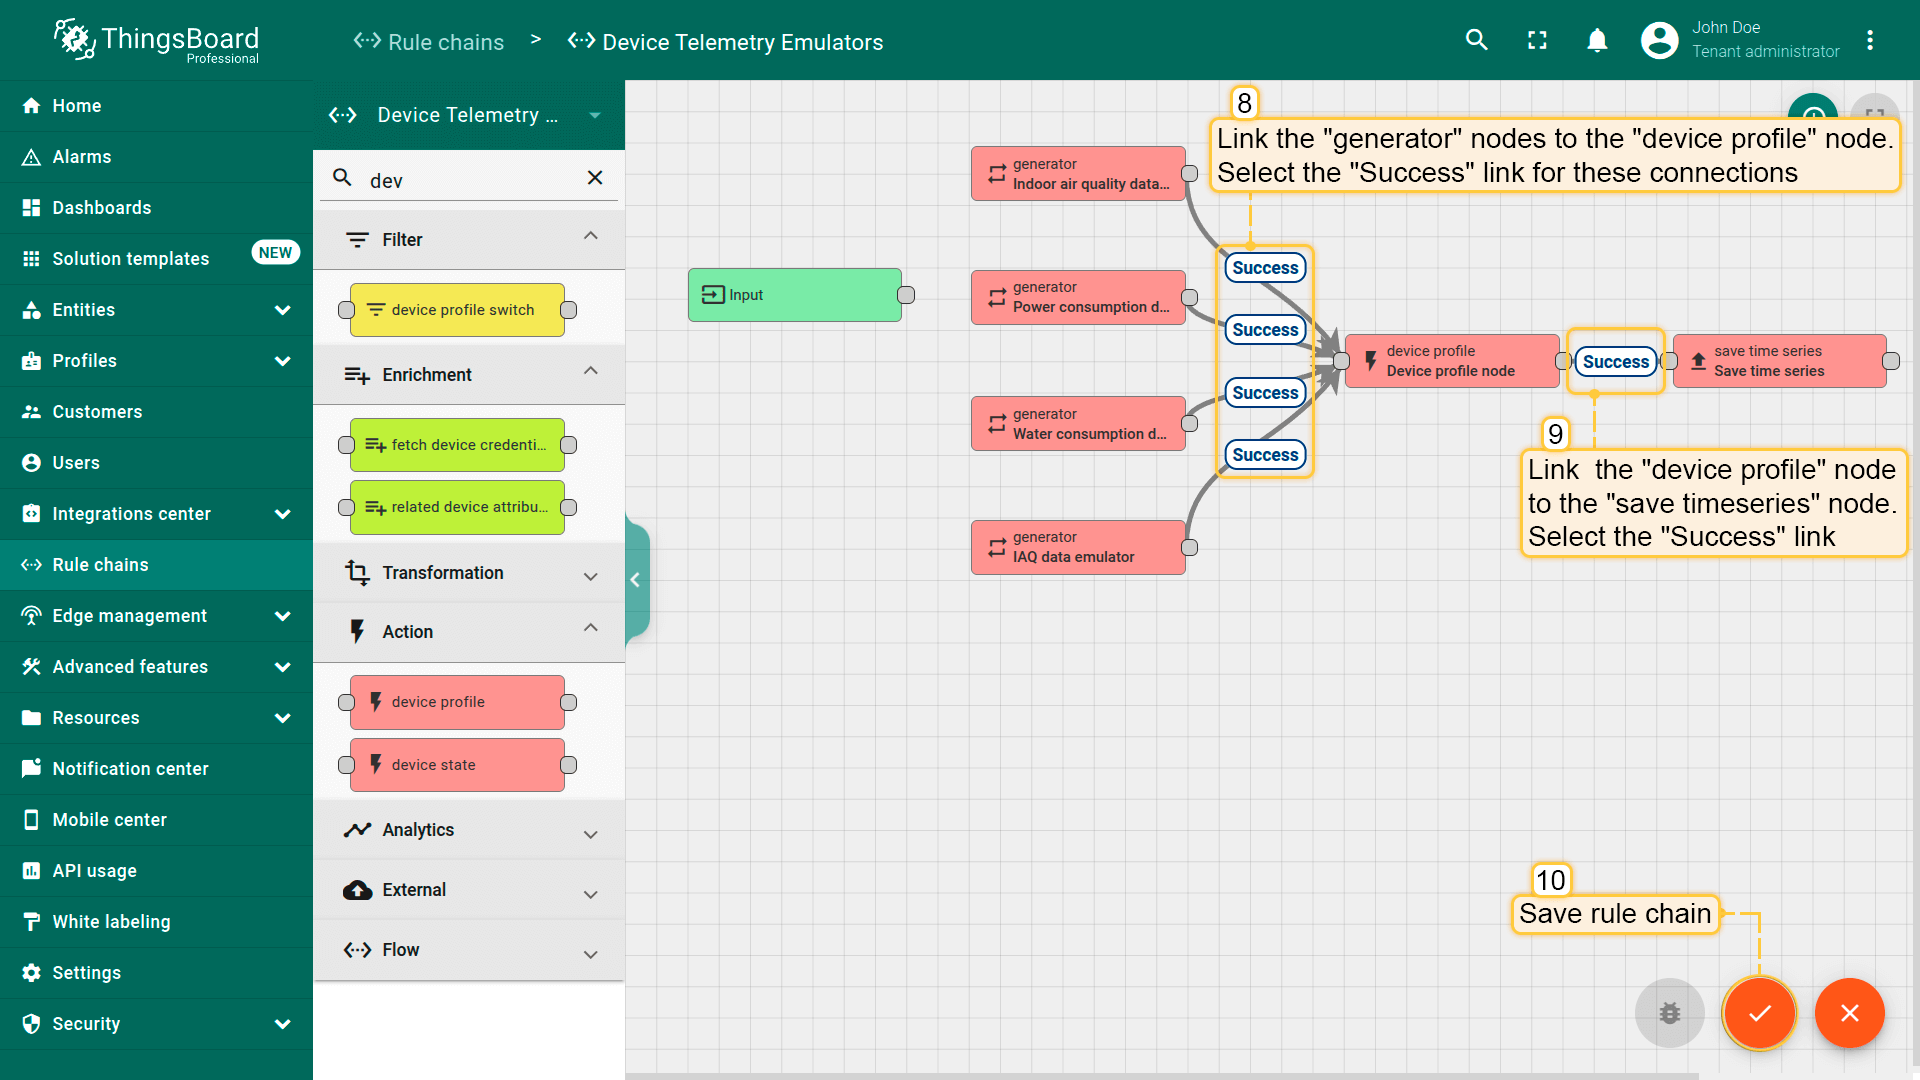 ThingsBoard
Professional
Rule chains > Device Telemetry Emulators
John Doe
Tenant administrator
Home
Alarms
Dashboards
Solution templates NEW
Entities
Profiles
Customers
Users
Integrations center
Rule chains
Edge management
Advanced features
Resources
Notification center
Mobile center
API usage
White labeling
Settings
Security
Device Telemetry ...
dev
Filter
device profile switch
Enrichment
fetch device credenti...
related device attribu...
Transformation
Action
device profile
device state
Analytics
External
Flow
Input
generator
Indoor air quality data...
generator
Power consumption d...
generator
Water consumption d...
generator
IAQ data emulator
8
Link the "generator" nodes to the "device profile" node.
Select the "Success" link for these connections
Success
Success
Success
Success
device profile
Device profile node
Success
save time series
Save time series
9
Link  the "device profile" node
to the "save timeseries" node.
Select the "Success" link
10
Save rule chain